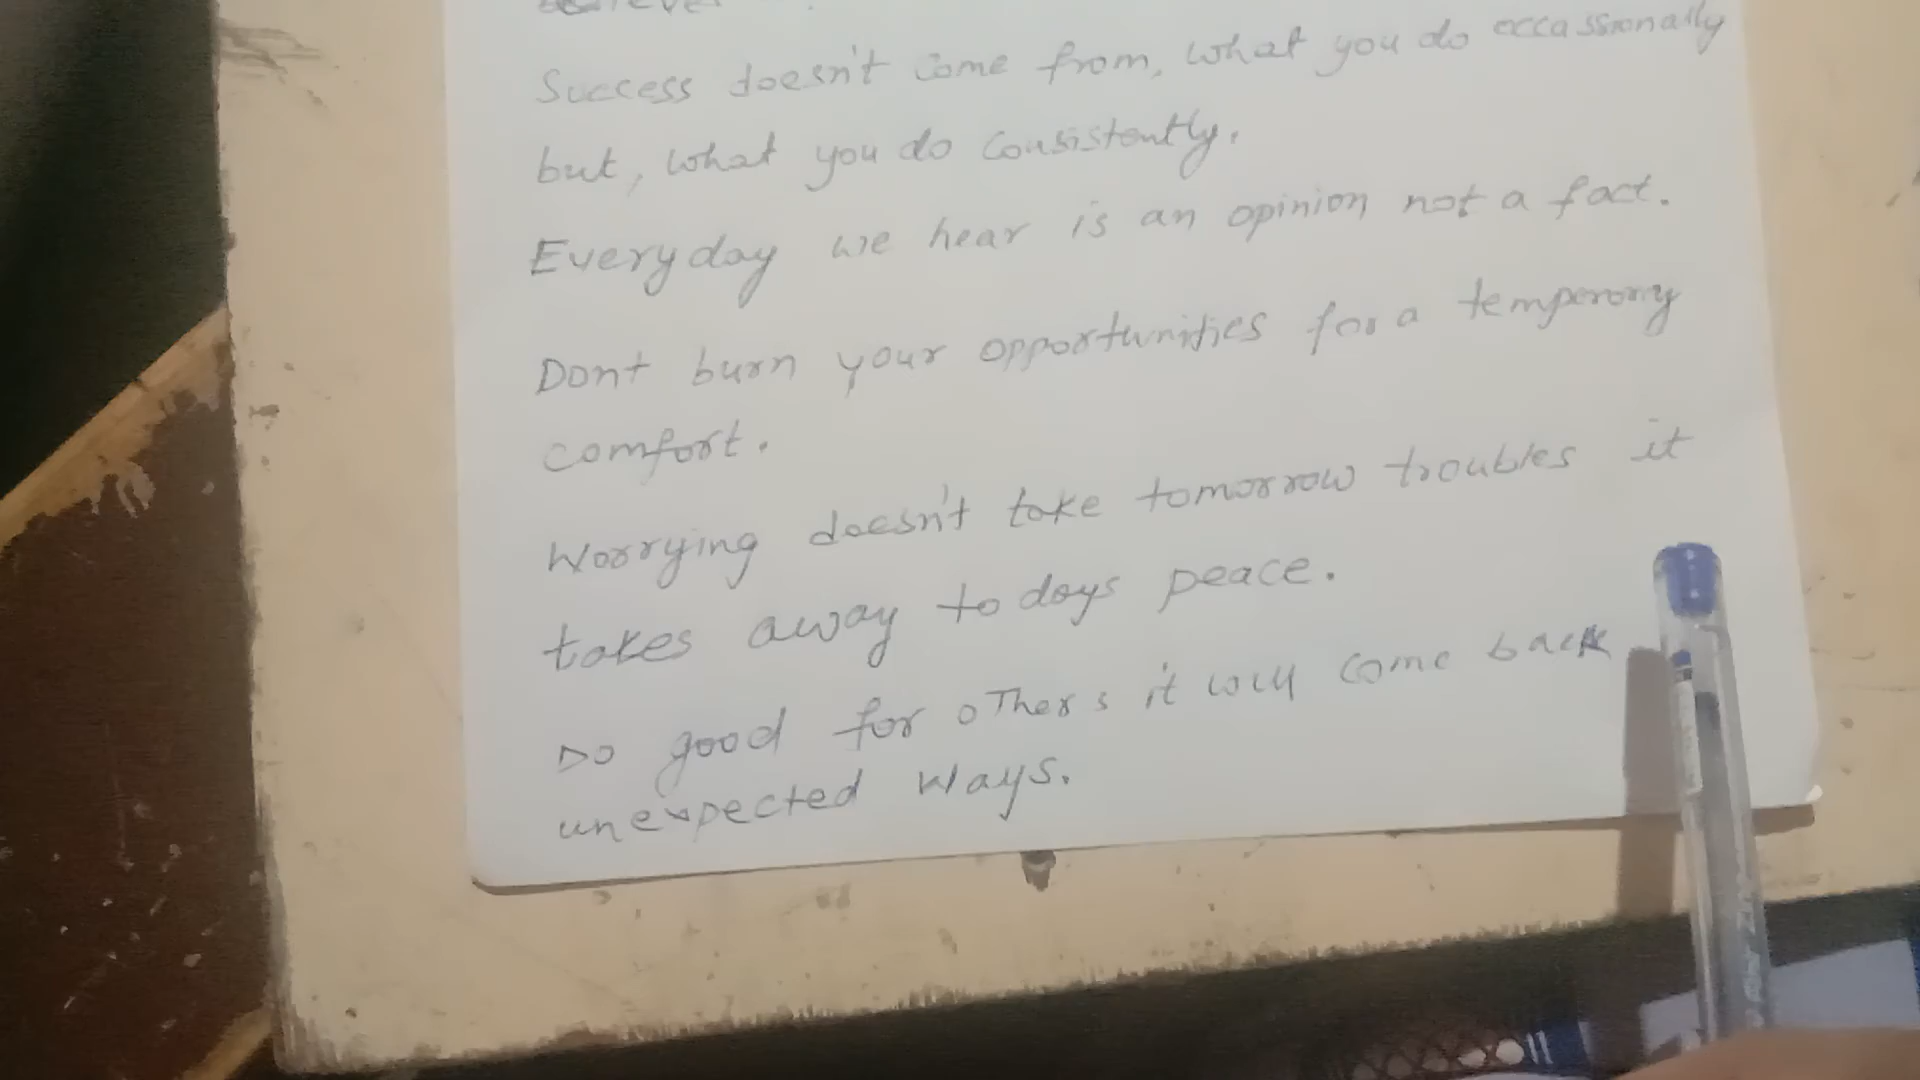 believer.
Success doesn't come from, what you do occassionally
but, what you do consistently.
Everyday we hear is an opinion not a fact.
Dont burn your opportunities for a temperory
comfort.
Worrying doesn't take tomorrow troubles it
takes away todays peace.
Do good for others it will come back
unexpected ways.